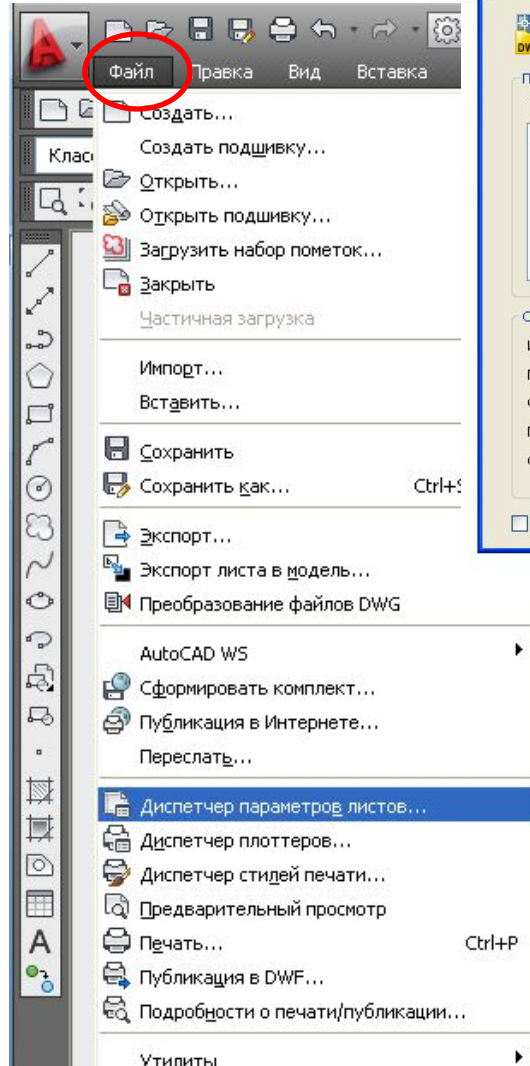 Файл Правка Вид Вставка
Создать...
Создать подшивку...
Открыть...
Открыть подшивку...
Загрузить набор пометок...
Закрыть
Частичная загрузка
Импорт...
Вставить...
Сохранить
Сохранить как... Ctrl+S
Экспорт...
Экспорт листа в модель...
Преобразование файлов DWG
AutoCAD WS
Сформировать комплект...
Публикация в Интернете...
Переслать...
Диспетчер параметров листов...
Диспетчер плоттеров...
Диспетчер стилей печати...
Предварительный просмотр
Печать... Ctrl+P
Публикация в DWF...
Подробности о печати/публикации...
Утилиты